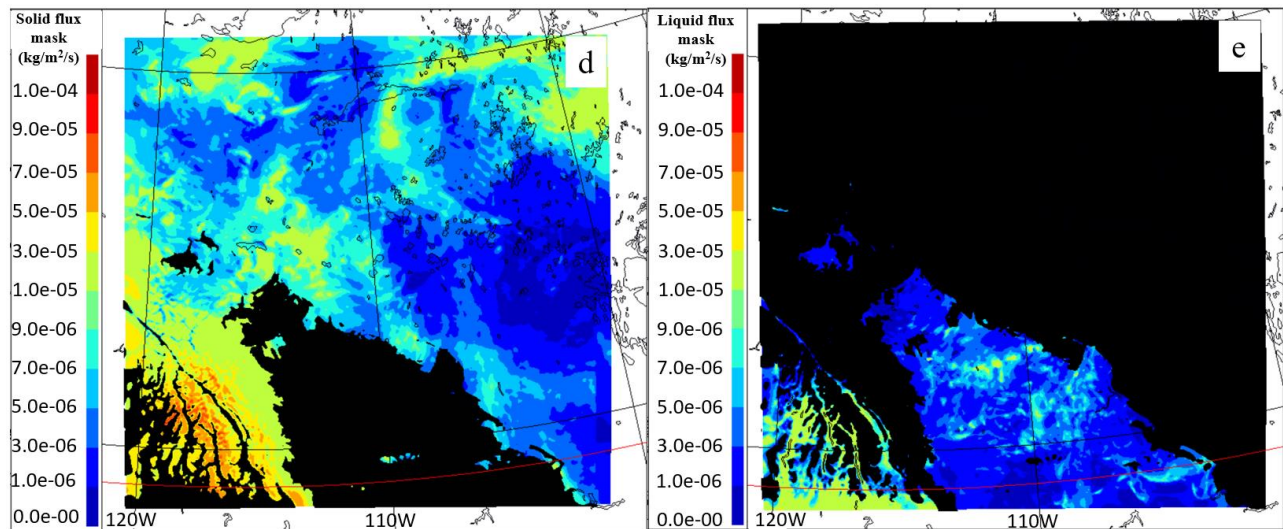 Solid flux
mask
(kg/m²/s)
1.0e-04
9.0e-05
7.0e-05
5.0e-05
3.0e-05
1.0e-05
9.0e-06
7.0e-06
5.0e-06
3.0e-06
1.0e-06
0.0e-00
d
120W
110W
Liquid flux
mask
(kg/m²/s)
1.0e-04
9.0e-05
7.0e-05
5.0e-05
3.0e-05
1.0e-05
9.0e-06
7.0e-06
5.0e-06
3.0e-06
1.0e-06
0.0e-00
e
120W
110W